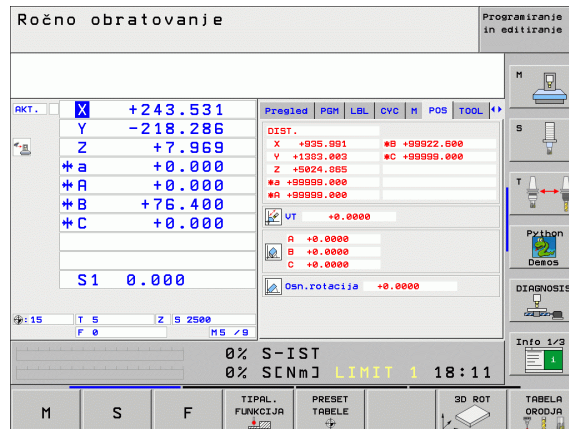 Ročno obratovanje
Programiranje
in editiranje
AKT.
X +243.531
Y -218.286
Z +7.969
a +0.000
A +0.000
B +76.400
C +0.000
S1 0.000
:15 T 5 Z S 2500
F 0 M5 / 9
Pregled PGM LBL CYC M POS TOOL
DIST.
X +935.991 *B +99922.600
Y +1383.003 *C +99999.000
Z +5024.865
*a +99999.000
*A +99999.000
VT +0.0000
A +0.0000
B +0.0000
C +0.0000
Osn.rotacija +0.0000
0% S-IST
0% S[Nm] LIMIT 1 18:11
M
S
T
Python
Demos
DIAGNOSIS
Info 1/3
M
S
F
TIPAL.
FUNKCIJA
PRESET
TABELE
3D ROT
TABELA
ORODJA